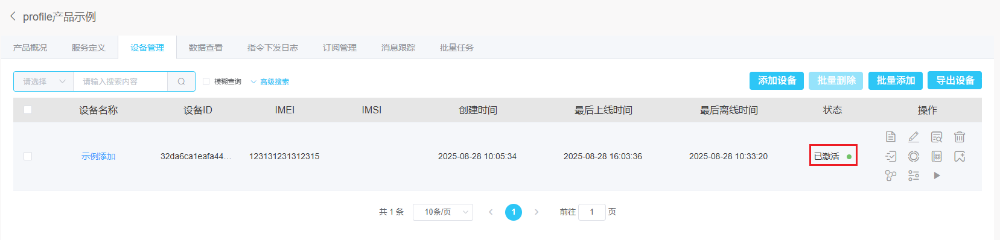 profile产品示例
产品概况 服务定义 设备管理 数据查看 指令下发日志 订阅管理 消息跟踪 批量任务
请选择 请输入搜索内容 模糊查询 高级搜索 添加设备 批量删除 批量添加 导出设备
设备名称 设备ID IMEI IMSI 创建时间 最后上线时间 最后离线时间 状态 操作
示例添加 32da6ca1eafa44... 123131231312315 2025-08-28 10:05:34 2025-08-28 16:03:36 2025-08-28 10:33:20 已激活
共 1 条 10条/页 1 前往 1 页